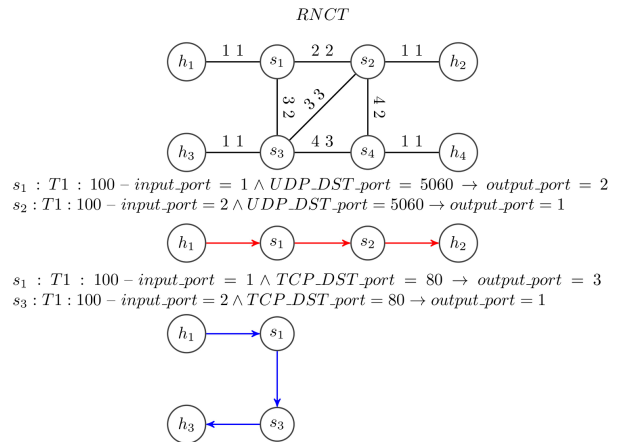 RNCT
h1 1 1 s1 2 2 s2 1 1 h2
3 2 3 3 4 2
h3 1 1 s3 4 3 s4 1 1 h4
s1 : T1 : 100 – input_port = 1 ∧ UDP_DST_port = 5060 → output_port = 2
s2 : T1 : 100 – input_port = 2 ∧ UDP_DST_port = 5060 → output_port = 1
h1 s1 s2 h2
s1 : T1 : 100 – input_port = 1 ∧ TCP_DST_port = 80 → output_port = 3
s3 : T1 : 100 – input_port = 2 ∧ TCP_DST_port = 80 → output_port = 1
h1 s1
h3 s3